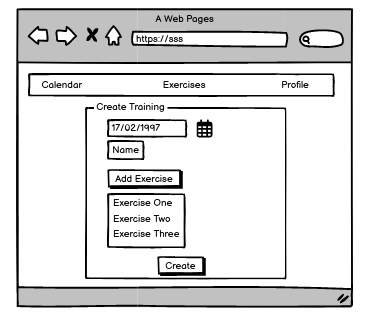 A Web Pages
https://sss
Calendar Exercises Profile
Create Training
17/02/1997
Name
Add Exercise
Exercise One
Exercise Two
Exercise Three
Create